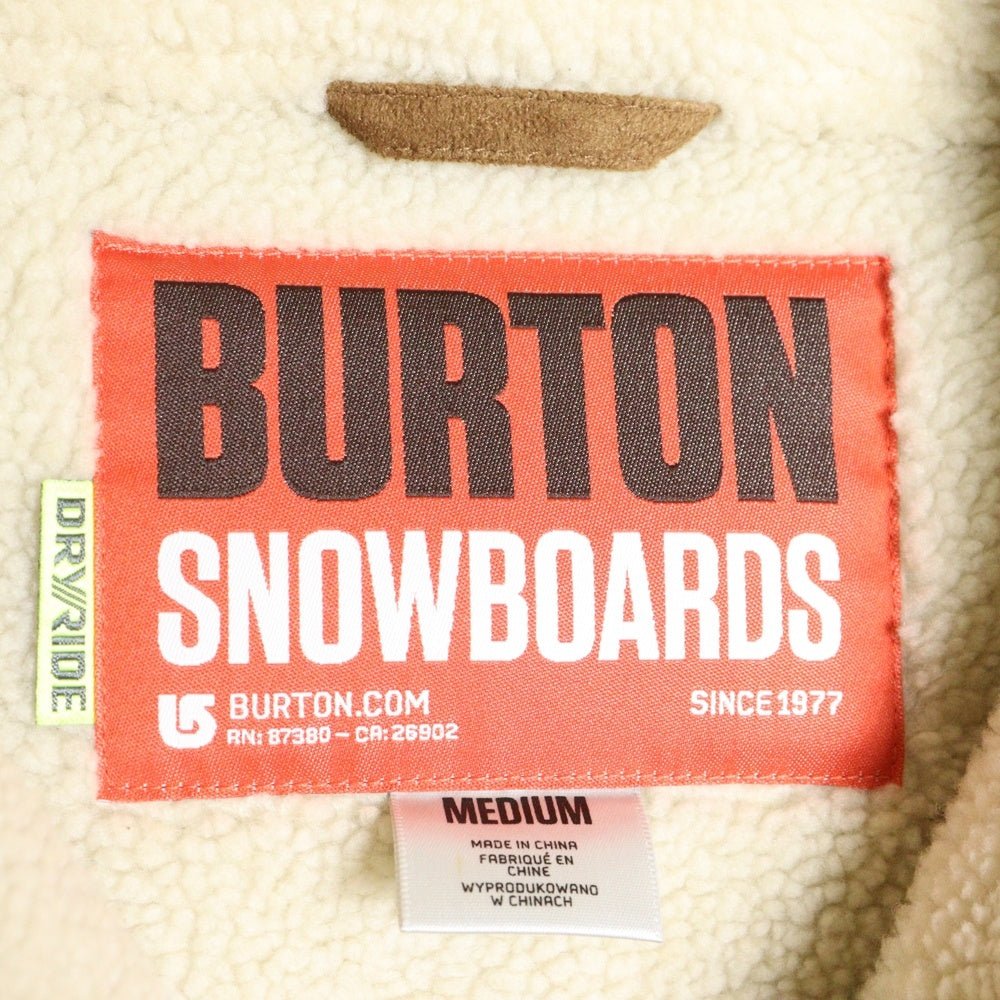 BURTON
SNOWBOARDS
BURTON.COM
RN: 87380 – CA: 26902
SINCE 1977
DRY//RIDE
MEDIUM
MADE IN CHINA
FABRIQUÉ EN
CHINE
WYPRODUKOWANO
W CHINACH